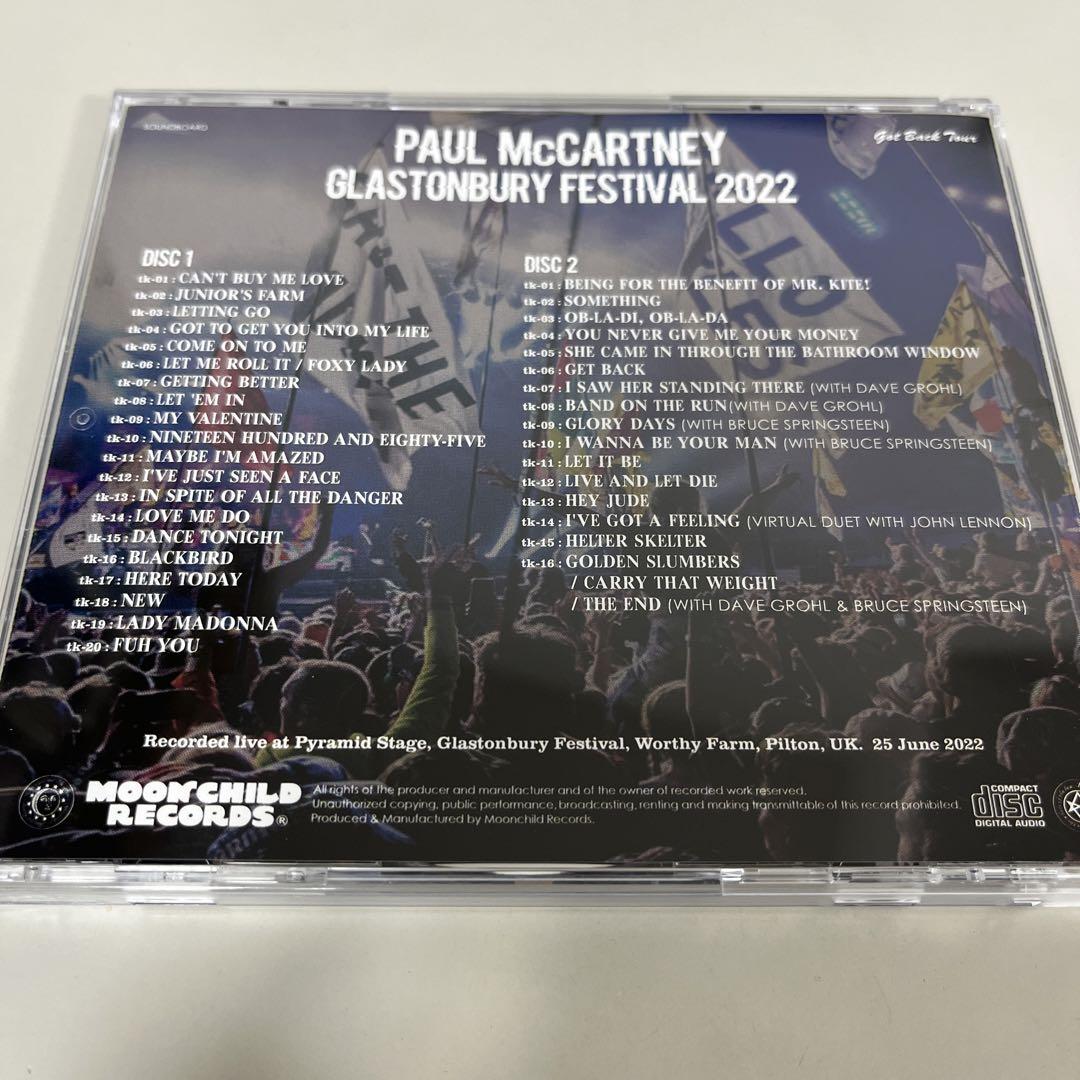 SOUNDBOARD
Got Back Tour
PAUL McCARTNEY
GLASTONBURY FESTIVAL 2022
DISC 1
tk-01 : CAN'T BUY ME LOVE
tk-02 : JUNIOR'S FARM
tk-03 : LETTING GO
tk-04 : GOT TO GET YOU INTO MY LIFE
tk-05 : COME ON TO ME
tk-06 : LET ME ROLL IT / FOXY LADY
tk-07 : GETTING BETTER
tk-08 : LET 'EM IN
tk-09 : MY VALENTINE
tk-10 : NINETEEN HUNDRED AND EIGHTY-FIVE
tk-11 : MAYBE I'M AMAZED
tk-12 : I'VE JUST SEEN A FACE
tk-13 : IN SPITE OF ALL THE DANGER
tk-14 : LOVE ME DO
tk-15 : DANCE TONIGHT
tk-16 : BLACKBIRD
tk-17 : HERE TODAY
tk-18 : NEW
tk-19 : LADY MADONNA
tk-20 : FUH YOU
DISC 2
tk-01 : BEING FOR THE BENEFIT OF MR. KITE!
tk-02 : SOMETHING
tk-03 : OB-LA-DI, OB-LA-DA
tk-04 : YOU NEVER GIVE ME YOUR MONEY
tk-05 : SHE CAME IN THROUGH THE BATHROOM WINDOW
tk-06 : GET BACK
tk-07 : I SAW HER STANDING THERE (WITH DAVE GROHL)
tk-08 : BAND ON THE RUN (WITH DAVE GROHL)
tk-09 : GLORY DAYS (WITH BRUCE SPRINGSTEEN)
tk-10 : I WANNA BE YOUR MAN (WITH BRUCE SPRINGSTEEN)
tk-11 : LET IT BE
tk-12 : LIVE AND LET DIE
tk-13 : HEY JUDE
tk-14 : I'VE GOT A FEELING (VIRTUAL DUET WITH JOHN LENNON)
tk-15 : HELTER SKELTER
tk-16 : GOLDEN SLUMBERS
/ CARRY THAT WEIGHT
/ THE END (WITH DAVE GROHL & BRUCE SPRINGSTEEN)
Recorded live at Pyramid Stage, Glastonbury Festival, Worthy Farm, Pilton, UK. 25 June 2022
MOONCHILD
RECORDS®
All rights of the producer and manufacturer and of the owner of recorded work reserved.
Unauthorized copying, public performance, broadcasting, renting and making transmittable of this record prohibited.
Produced & Manufactured by Moonchild Records.
COMPACT
disc
DIGITAL AUDIO